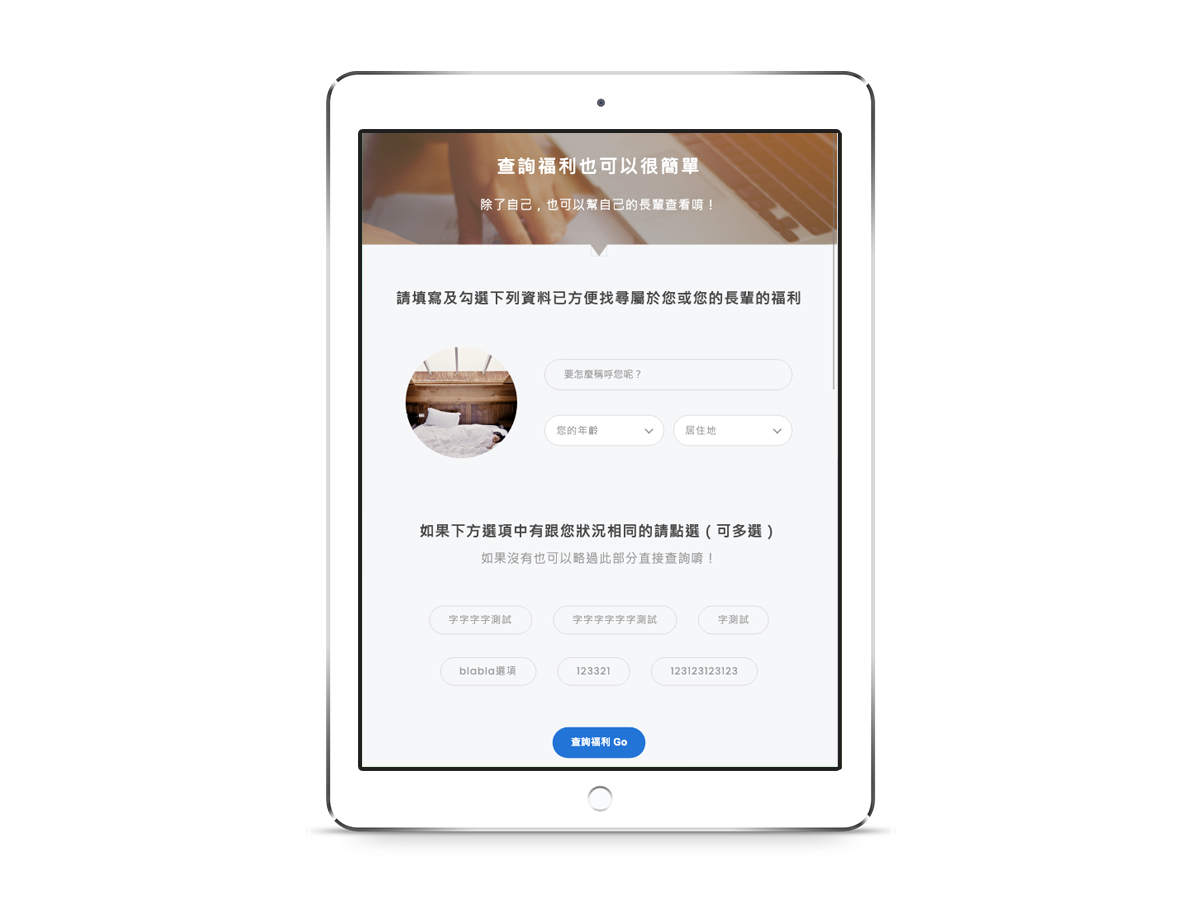 查詢福利也可以很簡單
除了自己，也可以幫自己的長輩查看唷！
請填寫及勾選下列資料已方便找尋屬於您或您的長輩的福利
要怎麼稱呼您呢？
您的年齡 居住地
如果下方選項中有跟您狀況相同的請點選（可多選）
如果沒有也可以略過此部分直接查詢唷！
字字字字測試 字字字字字字測試 字測試
blabla選項 123321 123123123123
查詢福利 Go